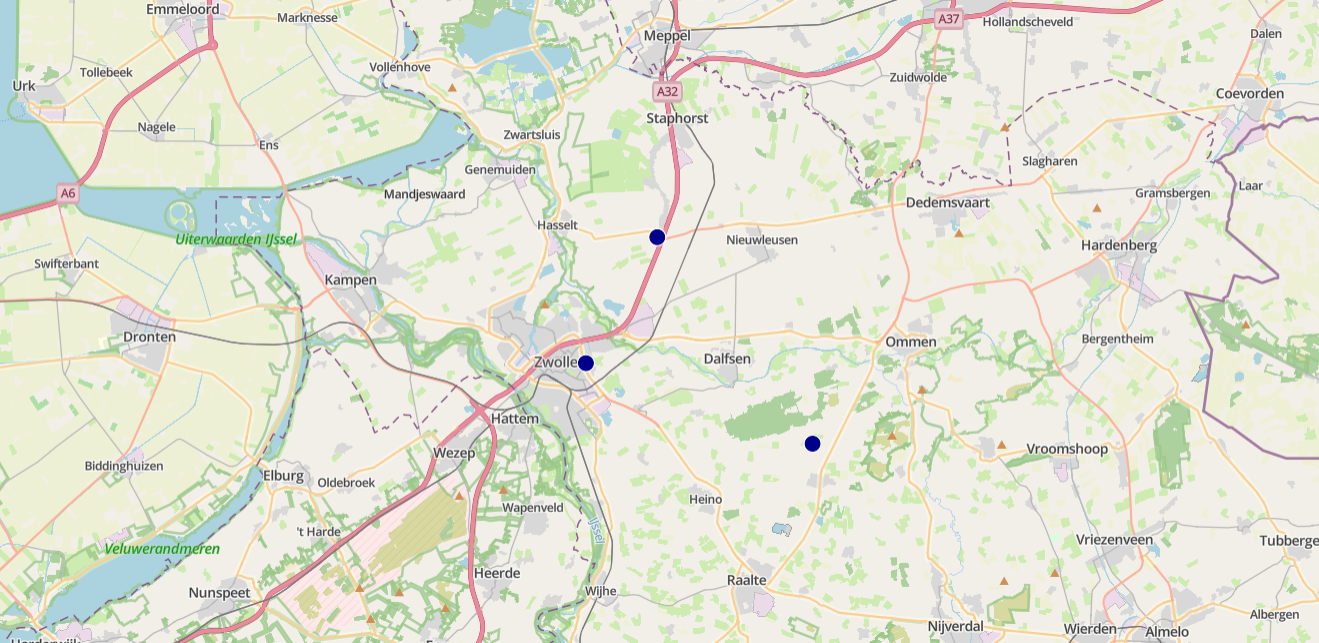 Emmeloord
Marknesse
A37
Hollandscheveld
Meppel
Dalen
Tollebeek
Vollenhove
Zuidwolde
Urk
A32
Coevorden
Nagele
Staphorst
Zwartsluis
Ens
Slagharen
Genemuiden
A6
Mandjeswaard
Gramsbergen
Laar
Dedemsvaart
Hasselt
Uiterwaarden IJssel
Nieuwleusen
Hardenberg
Swifterbant
Kampen
Dronten
Ommen
Bergentheim
Zwolle
Dalfsen
Hattem
Wezep
Vroomshoop
Biddinghuizen
Elburg
Oldebroek
Heino
Wapenveld
't Harde
IJssel
Vriezenveen
Tubberge
Veluwerandmeren
Heerde
Raalte
Nunspeet
Wijhe
Albergen
Nijverdal
Wierden
Almelo